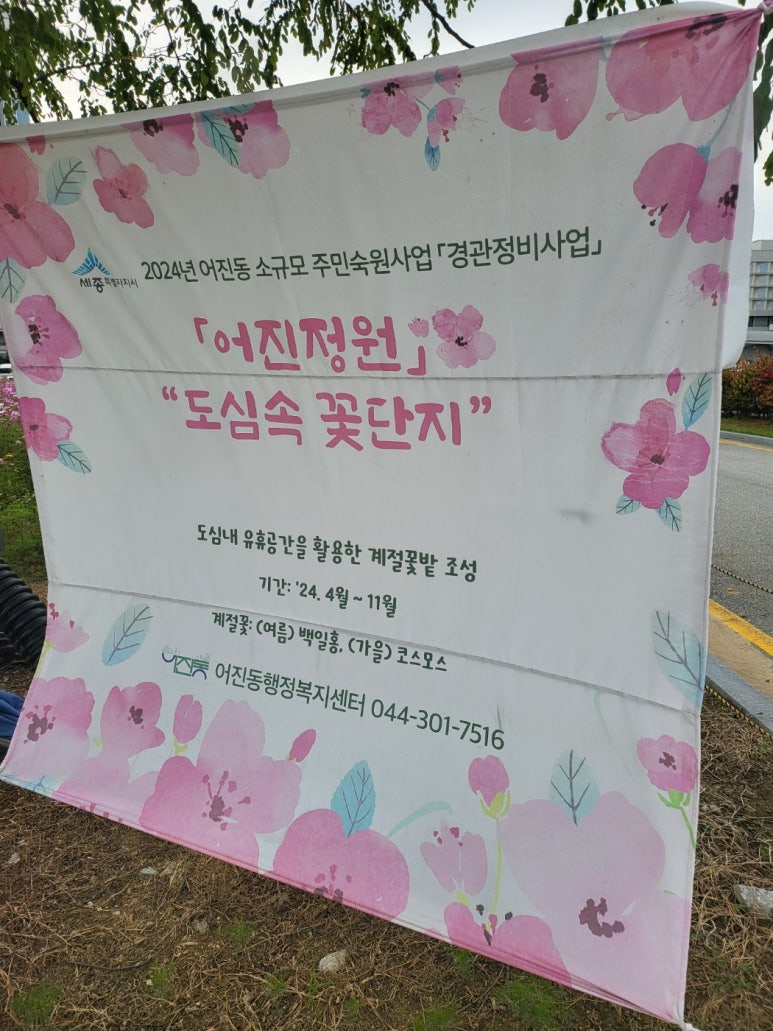 세종특별자치시 2024년 어진동 소규모 주민숙원사업 「경관정비사업」
「어진정원」
“도심속 꽃단지”
도심내 유휴공간을 활용한 계절꽃밭 조성
기간: '24. 4월 ~ 11월
계절꽃: (여름) 백일홍, (가을) 코스모스
어진동 어진동행정복지센터 044-301-7516